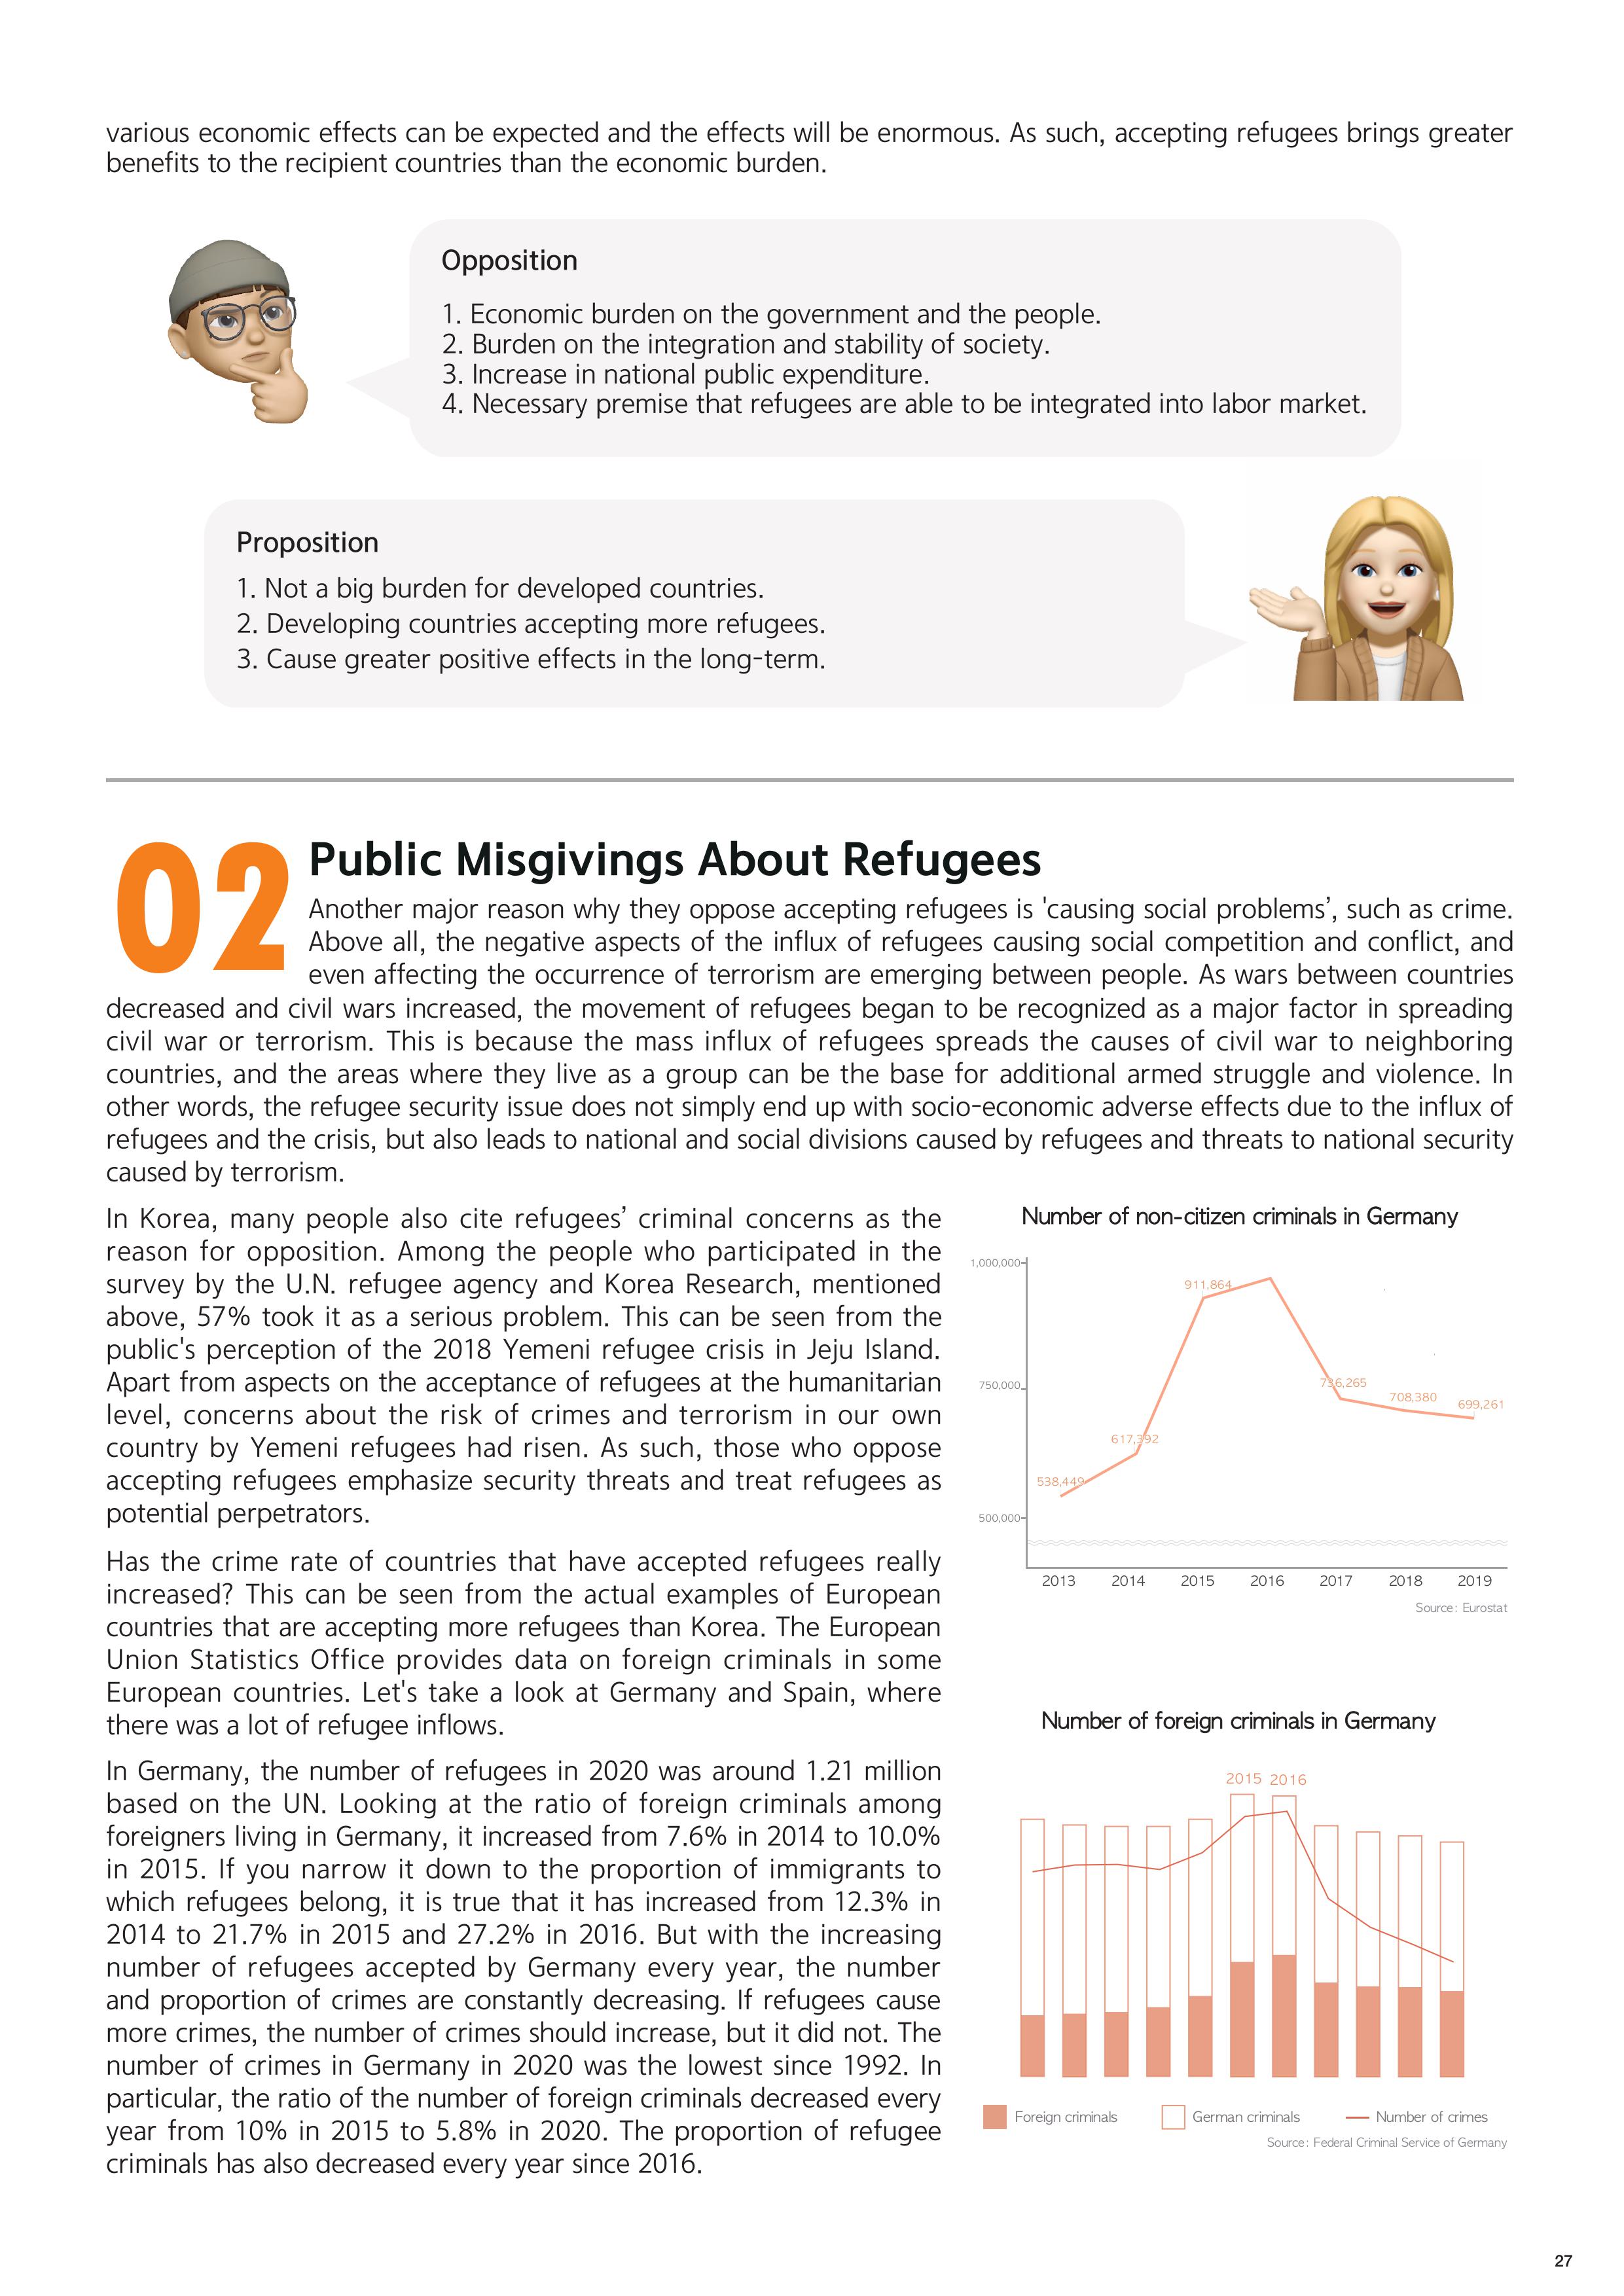 various economic effects can be expected and the effects will be enormous. As such, accepting refugees brings greater
benefits to the recipient countries than the economic burden.
Opposition
1. Economic burden on the government and the people.
2. Burden on the integration and stability of society.
3. Increase in national public expenditure.
4. Necessary premise that refugees are able to be integrated into labor market.
Proposition
1. Not a big burden for developed countries.
2. Developing countries accepting more refugees.
3. Cause greater positive effects in the long-term.
02
Public Misgivings About Refugees
Another major reason why they oppose accepting refugees is 'causing social problems’, such as crime.
Above all, the negative aspects of the influx of refugees causing social competition and conflict, and
even affecting the occurrence of terrorism are emerging between people. As wars between countries
decreased and civil wars increased, the movement of refugees began to be recognized as a major factor in spreading
civil war or terrorism. This is because the mass influx of refugees spreads the causes of civil war to neighboring
countries, and the areas where they live as a group can be the base for additional armed struggle and violence. In
other words, the refugee security issue does not simply end up with socio-economic adverse effects due to the influx of
refugees and the crisis, but also leads to national and social divisions caused by refugees and threats to national security
caused by terrorism.
In Korea, many people also cite refugees’ criminal concerns as the
reason for opposition. Among the people who participated in the
survey by the U.N. refugee agency and Korea Research, mentioned
above, 57% took it as a serious problem. This can be seen from the
public's perception of the 2018 Yemeni refugee crisis in Jeju Island.
Apart from aspects on the acceptance of refugees at the humanitarian
level, concerns about the risk of crimes and terrorism in our own
country by Yemeni refugees had risen. As such, those who oppose
accepting refugees emphasize security threats and treat refugees as
potential perpetrators.
Has the crime rate of countries that have accepted refugees really
increased? This can be seen from the actual examples of European
countries that are accepting more refugees than Korea. The European
Union Statistics Office provides data on foreign criminals in some
European countries. Let's take a look at Germany and Spain, where
there was a lot of refugee inflows.
In Germany, the number of refugees in 2020 was around 1.21 million
based on the UN. Looking at the ratio of foreign criminals among
foreigners living in Germany, it increased from 7.6% in 2014 to 10.0%
in 2015. If you narrow it down to the proportion of immigrants to
which refugees belong, it is true that it has increased from 12.3% in
2014 to 21.7% in 2015 and 27.2% in 2016. But with the increasing
number of refugees accepted by Germany every year, the number
and proportion of crimes are constantly decreasing. If refugees cause
more crimes, the number of crimes should increase, but it did not. The
number of crimes in Germany in 2020 was the lowest since 1992. In
particular, the ratio of the number of foreign criminals decreased every
year from 10% in 2015 to 5.8% in 2020. The proportion of refugee
criminals has also decreased every year since 2016.
Number of non-citizen criminals in Germany
1,000,000
911,864
750,000
736,265
708,380
699,261
617,392
538,449
500,000
2013 2014 2015 2016 2017 2018 2019
Source: Eurostat
Number of foreign criminals in Germany
2015 2016
Foreign criminals German criminals Number of crimes
Source: Federal Criminal Service of Germany
27